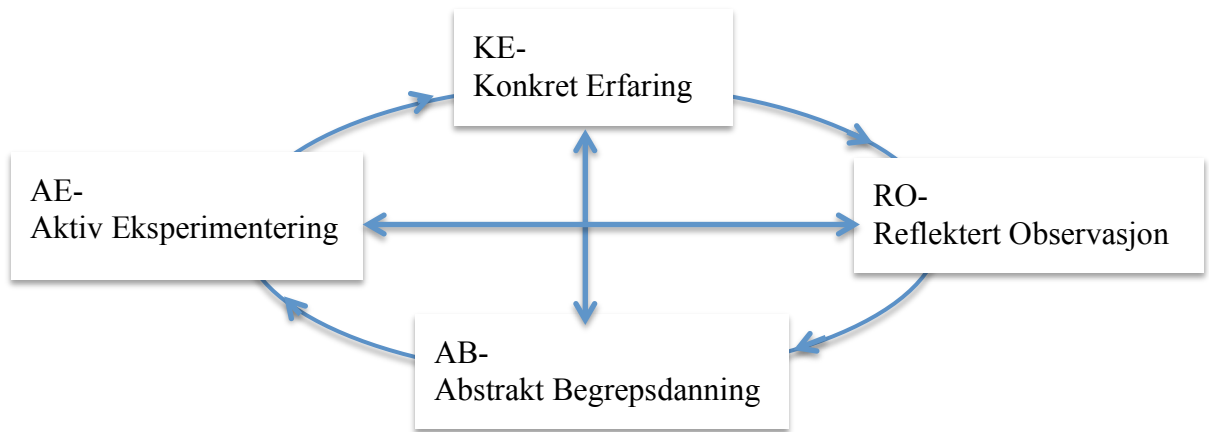 KE-
Konkret Erfaring
AE-
Aktiv Eksperimentering
RO-
Reflektert Observasjon
AB-
Abstrakt Begrepsdanning